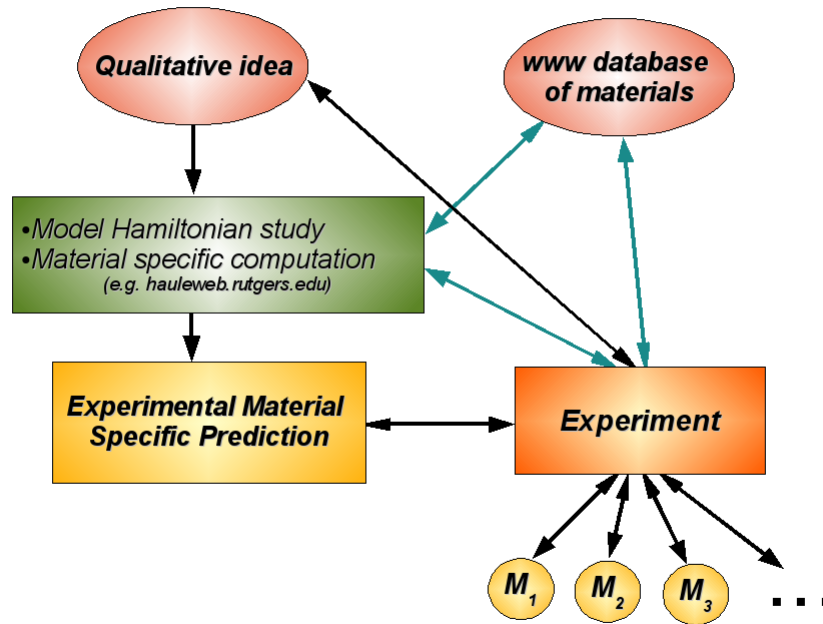 Qualitative idea
www database
of materials
•Model Hamiltonian study
•Material specific computation
(e.g. hauleweb.rutgers.edu)
Experimental Material
Specific Prediction
Experiment
M₁
M₂
M₃
...